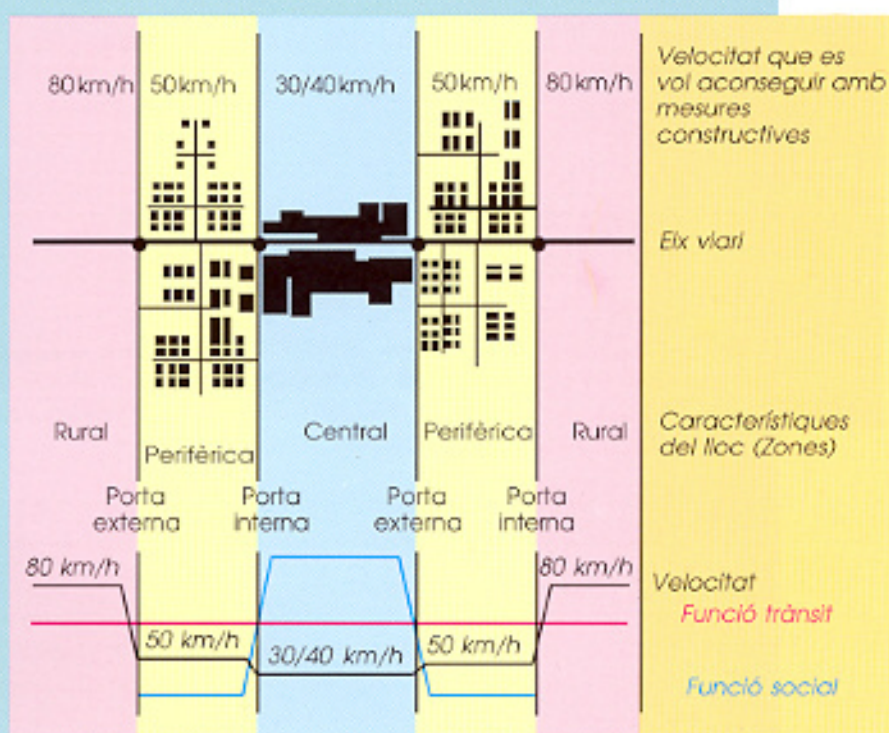 80 km/h 50 km/h 30/40 km/h 50 km/h 80 km/h
Velocitat que es
vol aconseguir amb
mesures
constructives
Eix viari
Rural Perifèrica Central Perifèrica Rural
Característiques
del lloc (Zones)
Porta
externa
Porta
interna
Porta
externa
Porta
interna
80 km/h 50 km/h 30/40 km/h 50 km/h 80 km/h
Velocitat
Funció trànsit
Funció social